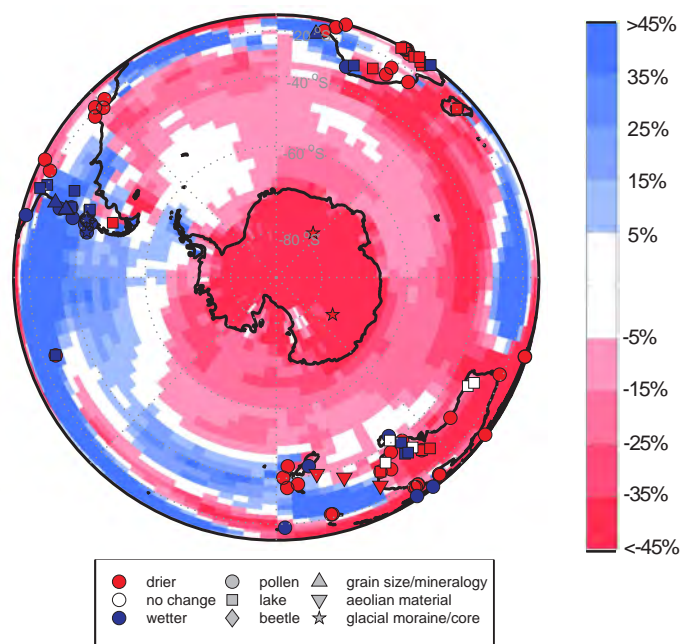 -20 °S
-40 °S
-60 °S
-80 °S
>45%
35%
25%
15%
5%
-5%
-15%
-25%
-35%
<-45%
drier pollen grain size/mineralogy
no change lake aeolian material
wetter beetle glacial moraine/core